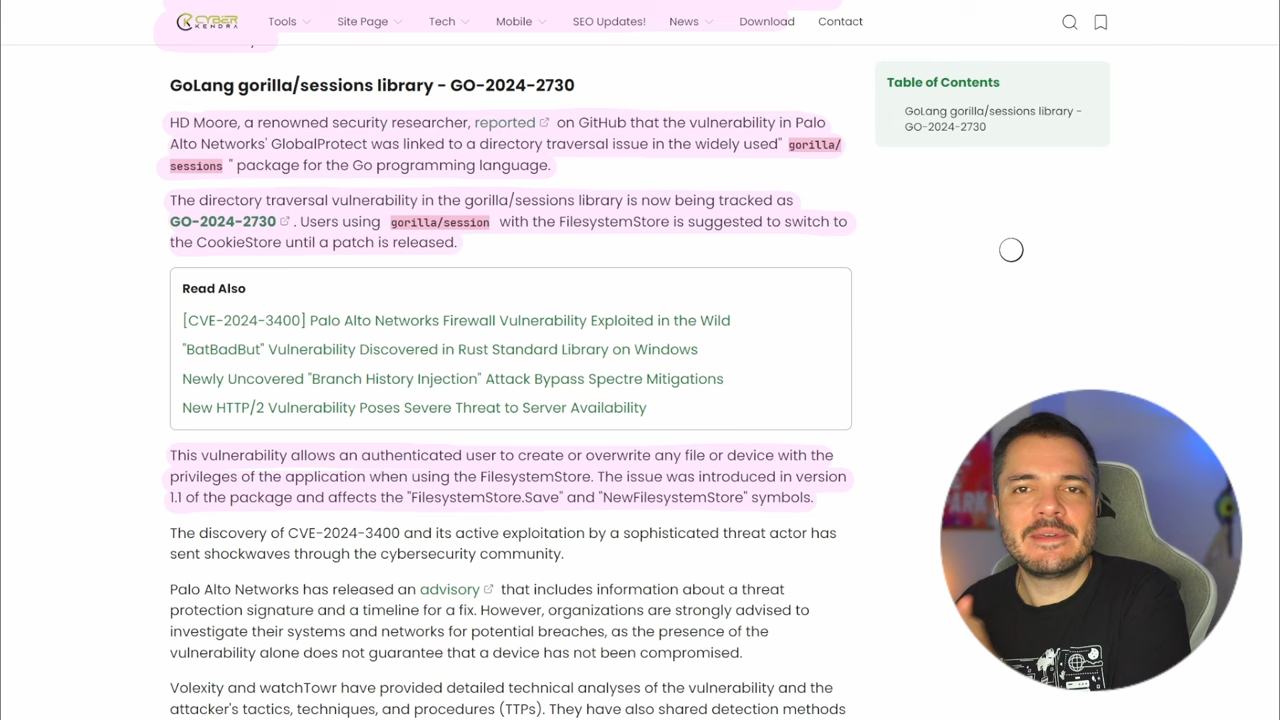 CYBER
KENDRA
Tools
Site Page
Tech
Mobile
SEO Updates!
News
Download
Contact
GoLang gorilla/sessions library - GO-2024-2730
HD Moore, a renowned security researcher, reported on GitHub that the vulnerability in Palo
Alto Networks' GlobalProtect was linked to a directory traversal issue in the widely used" gorilla/
sessions " package for the Go programming language.
The directory traversal vulnerability in the gorilla/sessions library is now being tracked as
GO-2024-2730 . Users using gorilla/session with the FilesystemStore is suggested to switch to
the CookieStore until a patch is released.
Read Also
[CVE-2024-3400] Palo Alto Networks Firewall Vulnerability Exploited in the Wild
"BatBadBut" Vulnerability Discovered in Rust Standard Library on Windows
Newly Uncovered "Branch History Injection" Attack Bypass Spectre Mitigations
New HTTP/2 Vulnerability Poses Severe Threat to Server Availability
This vulnerability allows an authenticated user to create or overwrite any file or device with the
privileges of the application when using the FilesystemStore. The issue was introduced in version
1.1 of the package and affects the "FilesystemStore.Save" and "NewFilesystemStore" symbols.
The discovery of CVE-2024-3400 and its active exploitation by a sophisticated threat actor has
sent shockwaves through the cybersecurity community.
Palo Alto Networks has released an advisory that includes information about a threat
protection signature and a timeline for a fix. However, organizations are strongly advised to
investigate their systems and networks for potential breaches, as the presence of the
vulnerability alone does not guarantee that a device has not been compromised.
Volexity and watchTowr have provided detailed technical analyses of the vulnerability and the
attacker's tactics, techniques, and procedures (TTPs). They have also shared detection methods
Table of Contents
GoLang gorilla/sessions library -
GO-2024-2730